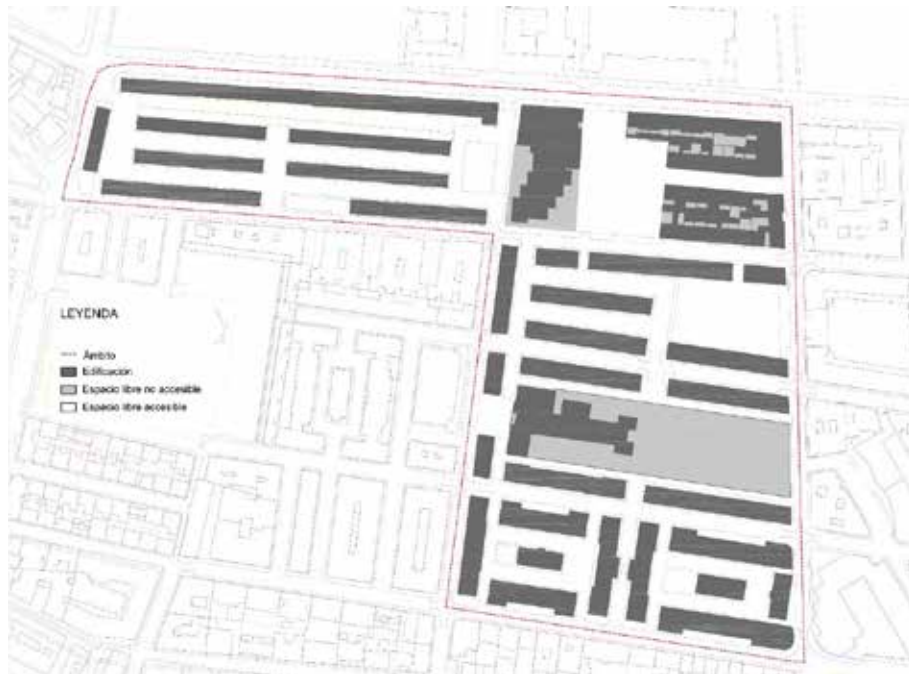 LEYENDA
Ámbito
Edificación
Espacio libre no accesible
Espacio libre accesible